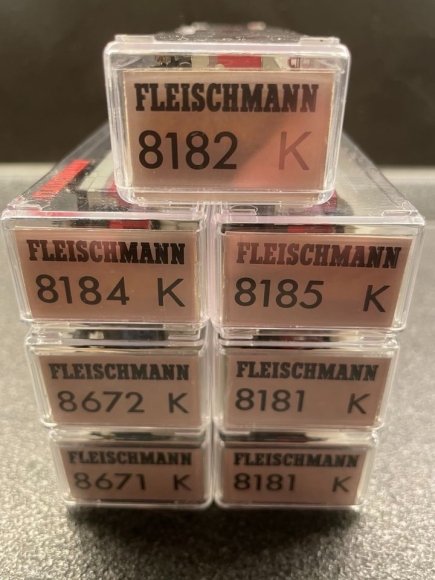 FLEISCHMANN
8182 K
FLEISCHMANN
8184 K
FLEISCHMANN
8185 K
FLEISCHMANN
8672 K
FLEISCHMANN
8181 K
FLEISCHMANN
8671 K
FLEISCHMANN
8181 K